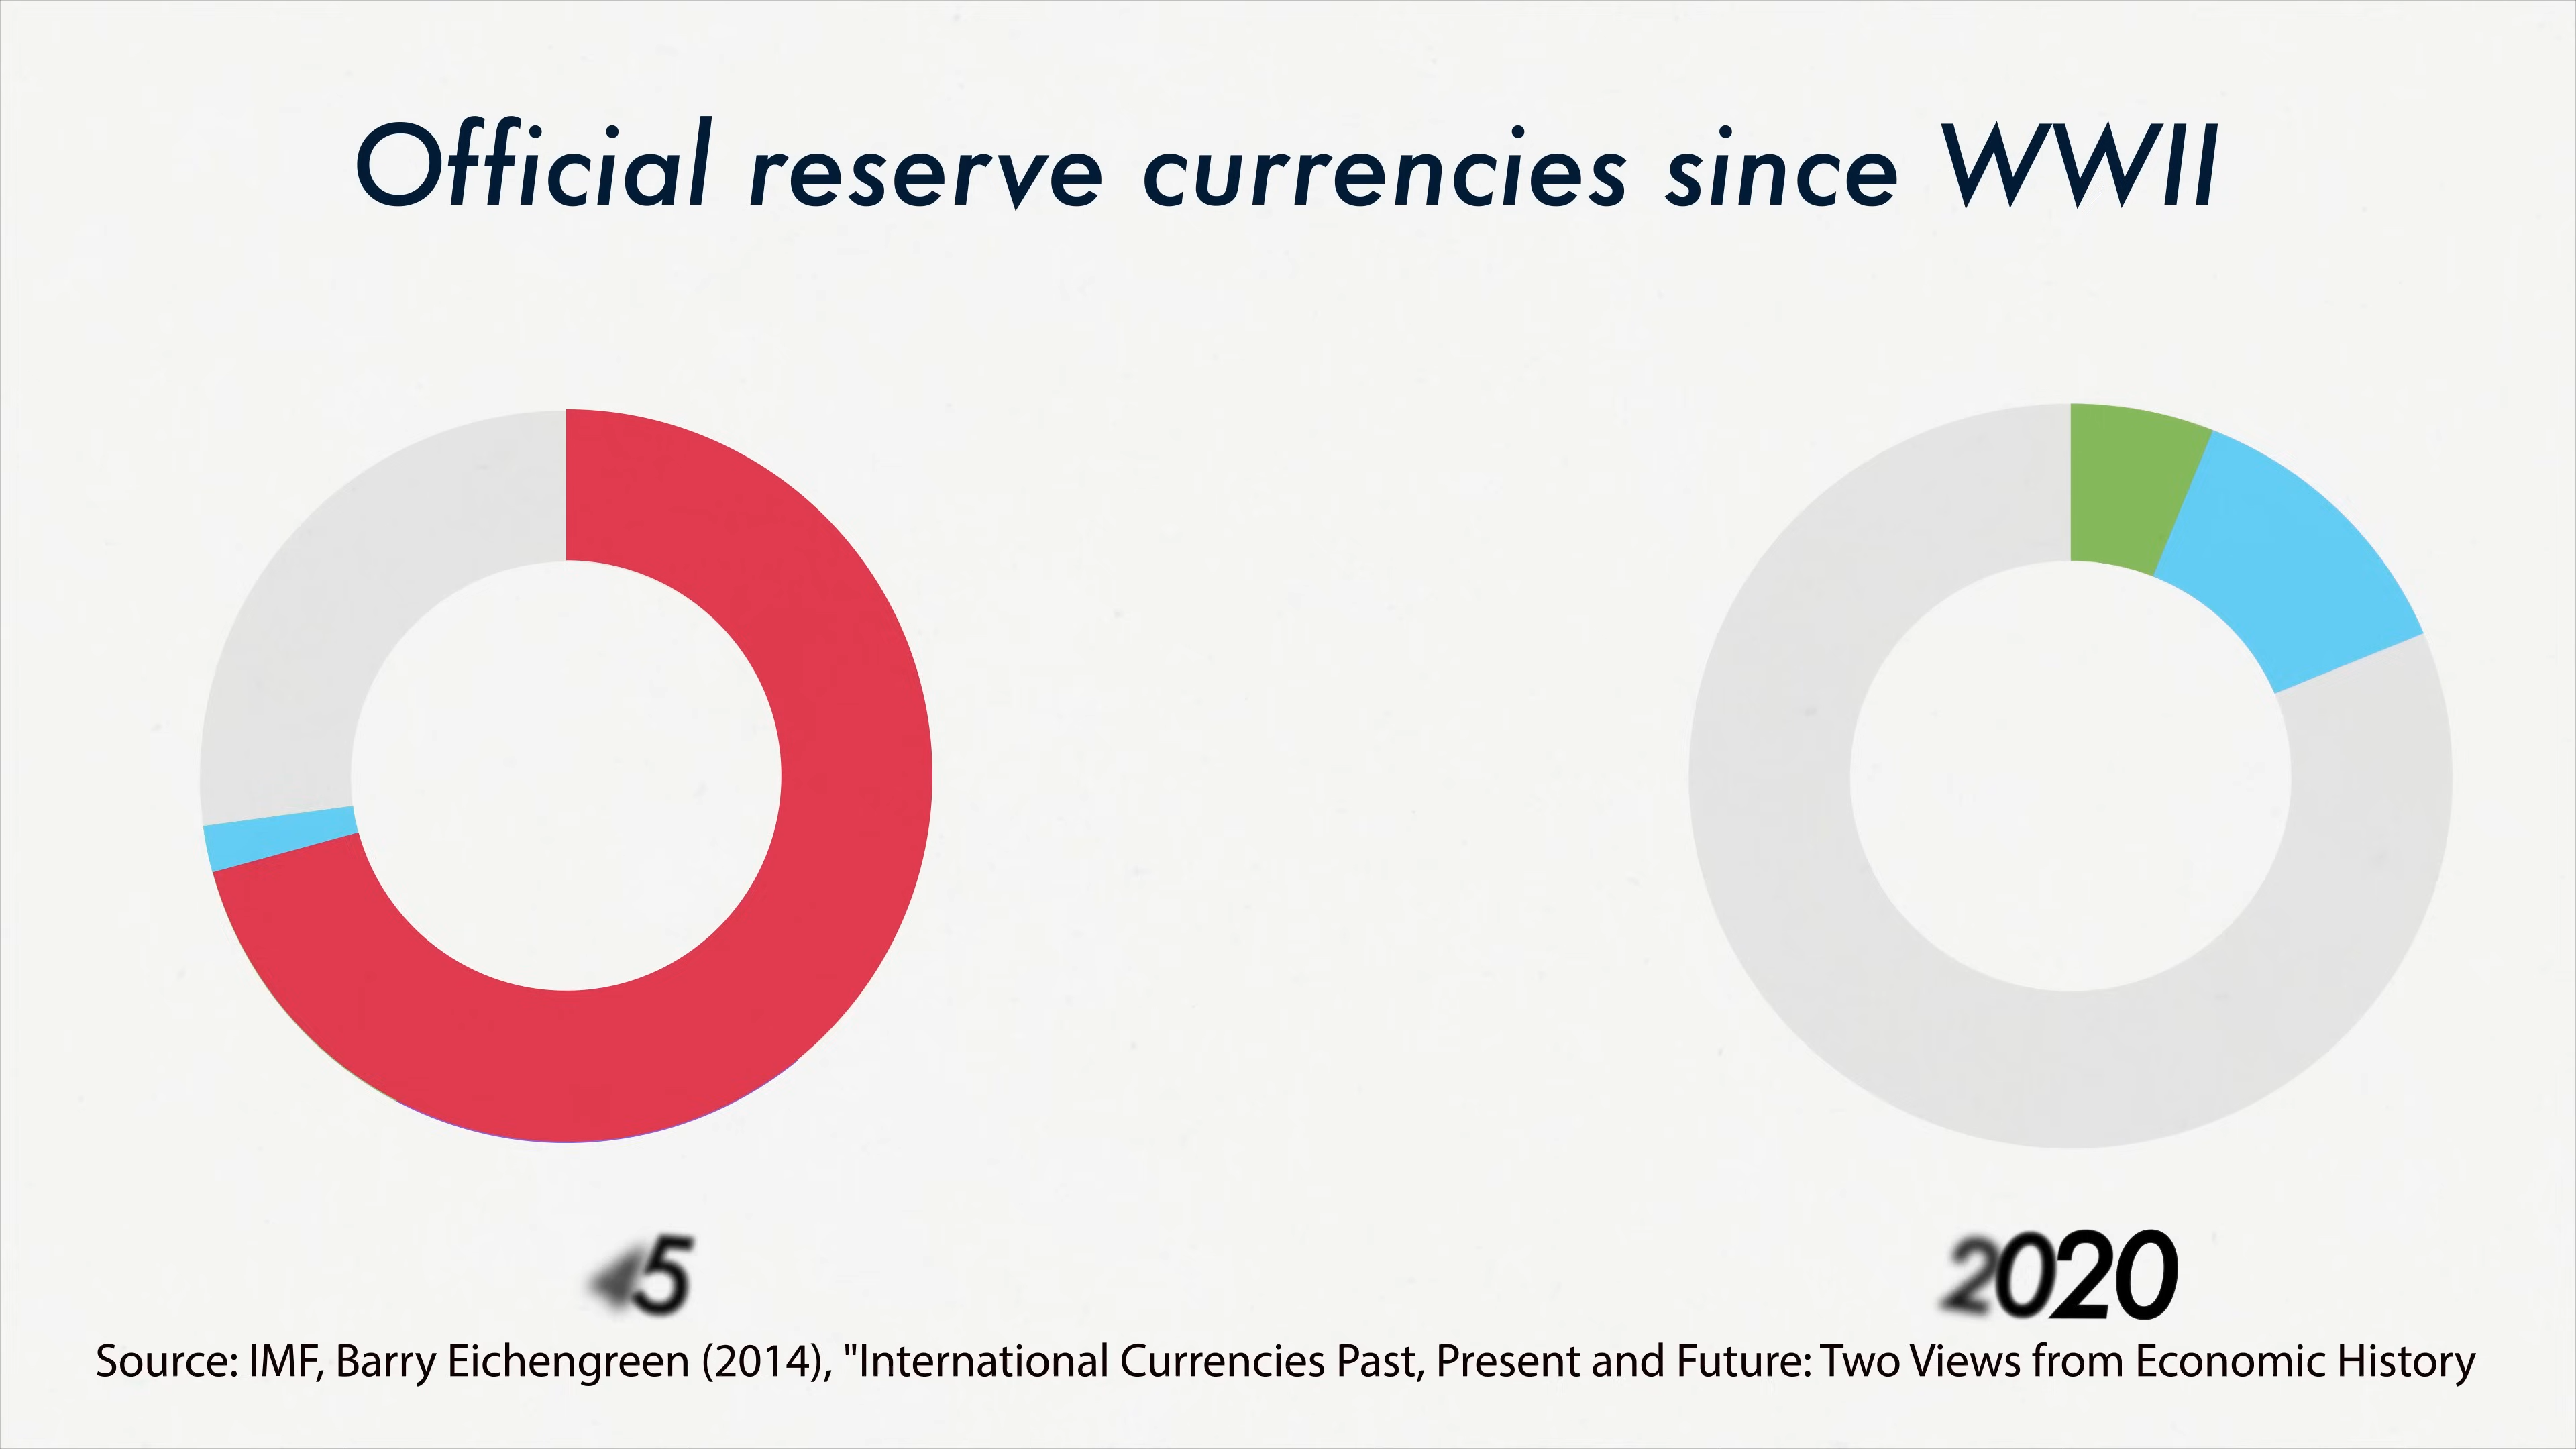 Official reserve currencies since WWII
45
2020
Source: IMF, Barry Eichengreen (2014), "International Currencies Past, Present and Future: Two Views from Economic History